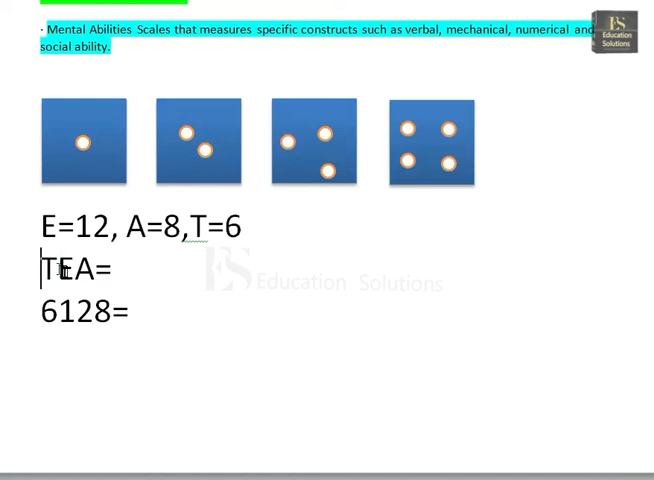 · Mental Abilities Scales that measures specific constructs such as verbal, mechanical, numerical and
social ability.
ES
Education
Solutions
E=12, A=8,T=6
TEA=
ES Education Solutions
6128=